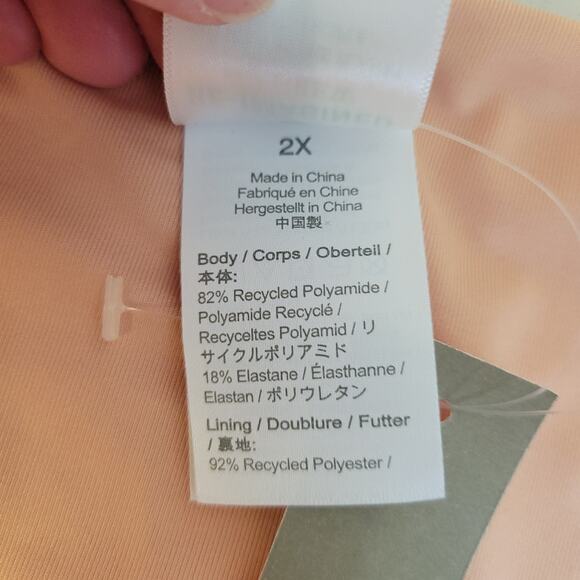 2X
Made in China
Fabriqué en Chine
Hergestellt in China
中国製
Body / Corps / Oberteil /
本体:
82% Recycled Polyamide /
Polyamide Recyclé /
Recyceltes Polyamid / リ
サイクルポリアミド
18% Elastane / Élasthanne /
Elastan / ポリウレタン
Lining / Doublure / Futter
/ 裏地:
92% Recycled Polyester /